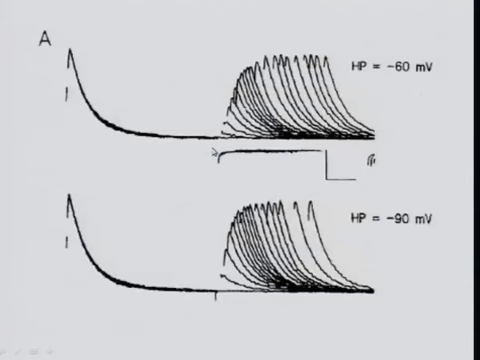 A
HP = -60 mV
HP = -90 mV